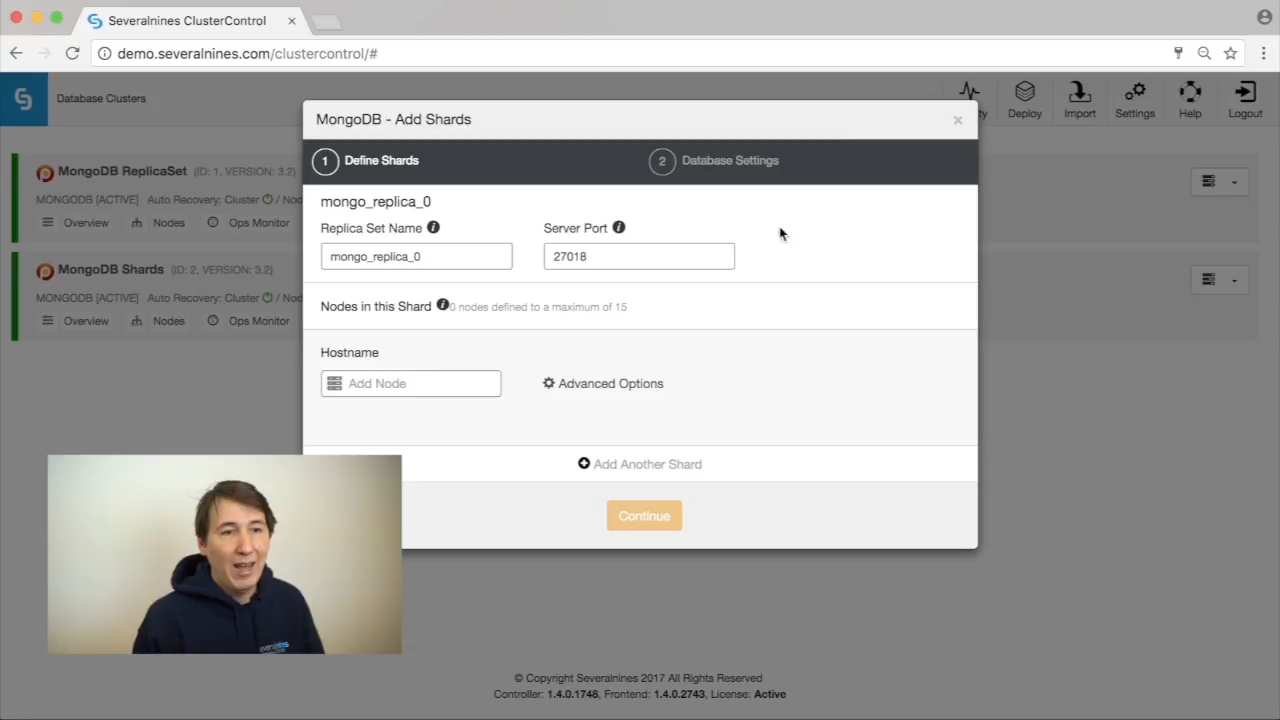 Severalnines ClusterControl
demo.severalnines.com/clustercontrol/#
Database Clusters
Deploy
Import
Settings
Help
Logout
MongoDB - Add Shards
1 Define Shards
2 Database Settings
MongoDB ReplicaSet (ID: 1, VERSION: 3.2)
MONGODB [ACTIVE] Auto Recovery: Cluster / Nod
Overview Nodes Ops Monitor
MongoDB Shards (ID: 2, VERSION: 3.2)
MONGODB [ACTIVE] Auto Recovery: Cluster / Nod
Overview Nodes Ops Monitor
mongo_replica_0
Replica Set Name
Server Port
mongo_replica_0
27018
Nodes in this Shard 0 nodes defined to a maximum of 15
Hostname
Add Node
Advanced Options
Add Another Shard
Continue
© Copyright Severalnines 2017 All Rights Reserved
Controller: 1.4.0.1748, Frontend: 1.4.0.2743, License: Active